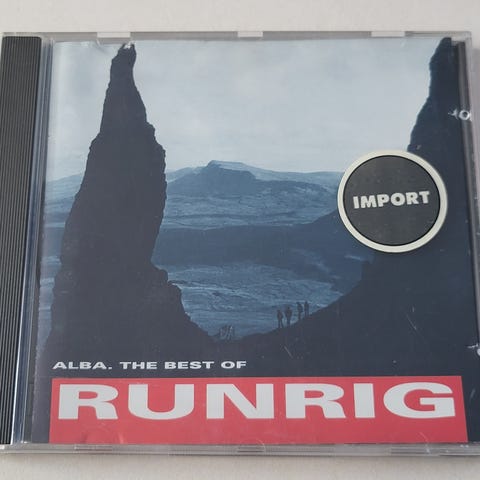 IMPORT
ALBA. THE BEST OF
RUNRIG